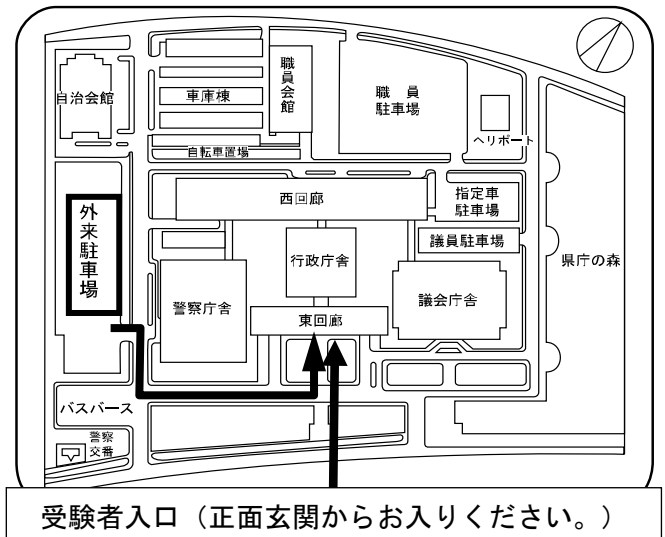 自治会館
車庫棟
職員会館
職員
駐車場
ヘリポート
自転車置場
西回廊
指定車
駐車場
議員駐車場
外来駐車場
行政庁舎
県庁の森
警察庁舎
議会庁舎
東回廊
バスバース
警察
交番
受験者入口（正面玄関からお入りください。）